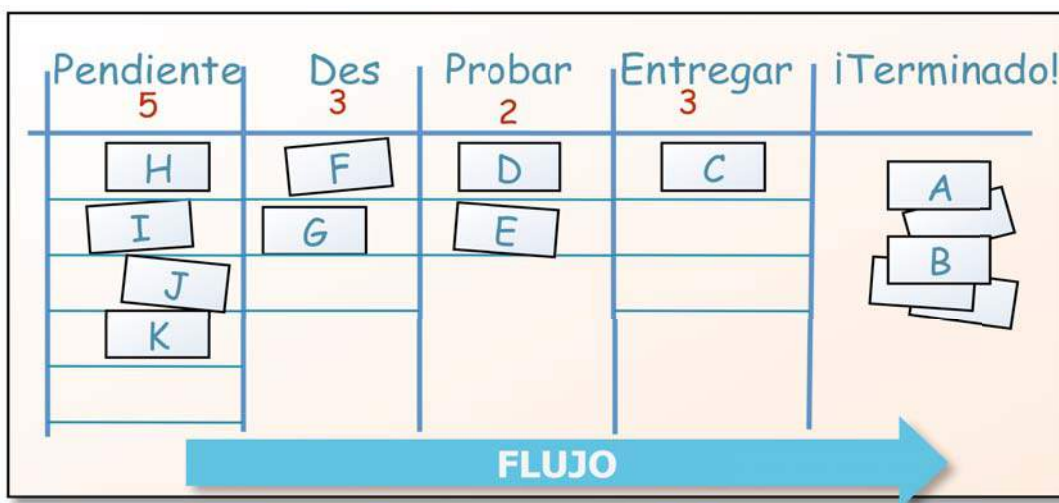 Pendiente Des Probar Entregar ¡Terminado!
5 3 2 3
H F D C A
I G E B
J
K
FLUJO